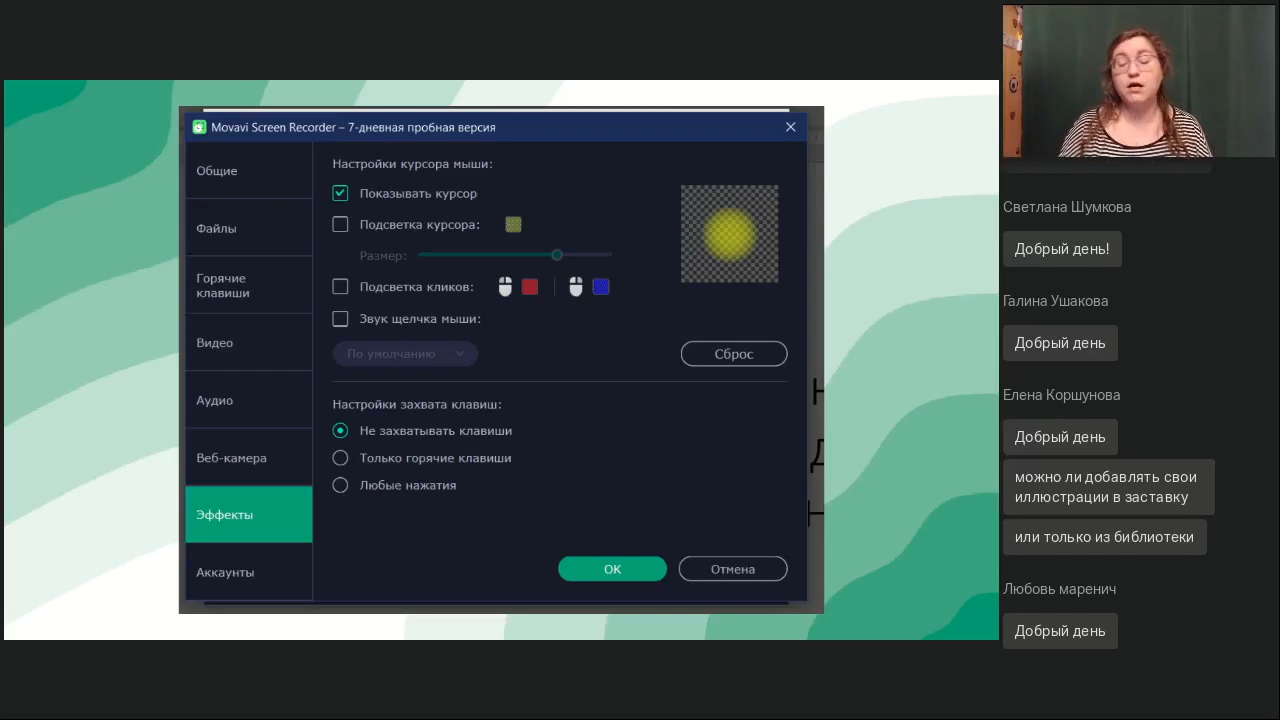 Movavi Screen Recorder – 7-дневная пробная версия
Общие
Файлы
Горячие
клавиши
Видео
Аудио
Веб-камера
Эффекты
Аккаунты
Настройки курсора мыши:
Показывать курсор
Подсветка курсора:
Размер:
Подсветка кликов:
Звук щелчка мыши:
По умолчанию
Сброс
Настройки захвата клавиш:
Не захватывать клавиши
Только горячие клавиши
Любые нажатия
OK
Отмена
Светлана Шумкова
Добрый день!
Галина Ушакова
Добрый день
Елена Коршунова
Добрый день
можно ли добавлять свои
иллюстрации в заставку
или только из библиотеки
Любовь маренич
Добрый день